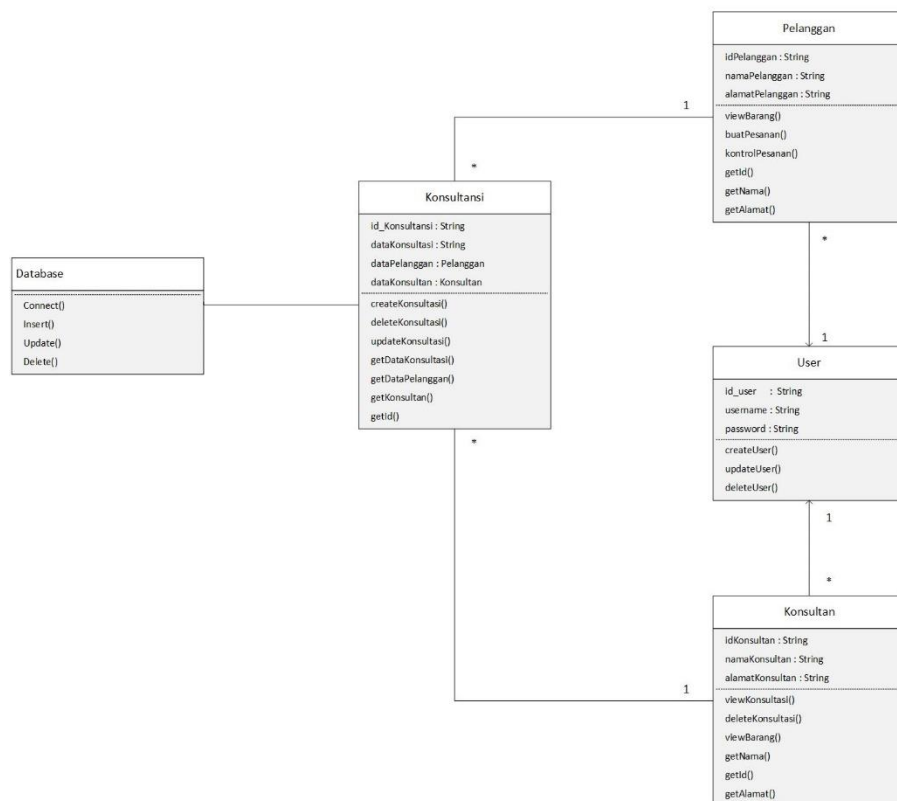 Pelanggan
idPelanggan : String
namaPelanggan : String
alamatPelanggan : String
viewBarang()
buatPesanan()
kontrolPesanan()
getId()
getNama()
getAlamat()
1
*
Konsultansi
id_Konsultansi : String
dataKonsultasi : String
dataPelanggan : Pelanggan
dataKonsultan : Konsultan
createKonsultasi()
deleteKonsultasi()
updateKonsultasi()
getDataKonsultasi()
getDataPelanggan()
getKonsultan()
getId()
*
Database
Connect()
Insert()
Update()
Delete()
*
1
User
id_user : String
username : String
password : String
createUser()
updateUser()
deleteUser()
1
*
Konsultan
idKonsultan : String
namaKonsultan : String
alamatKonsultan : String
viewKonsultasi()
deleteKonsultasi()
viewBarang()
getNama()
getId()
getAlamat()
1